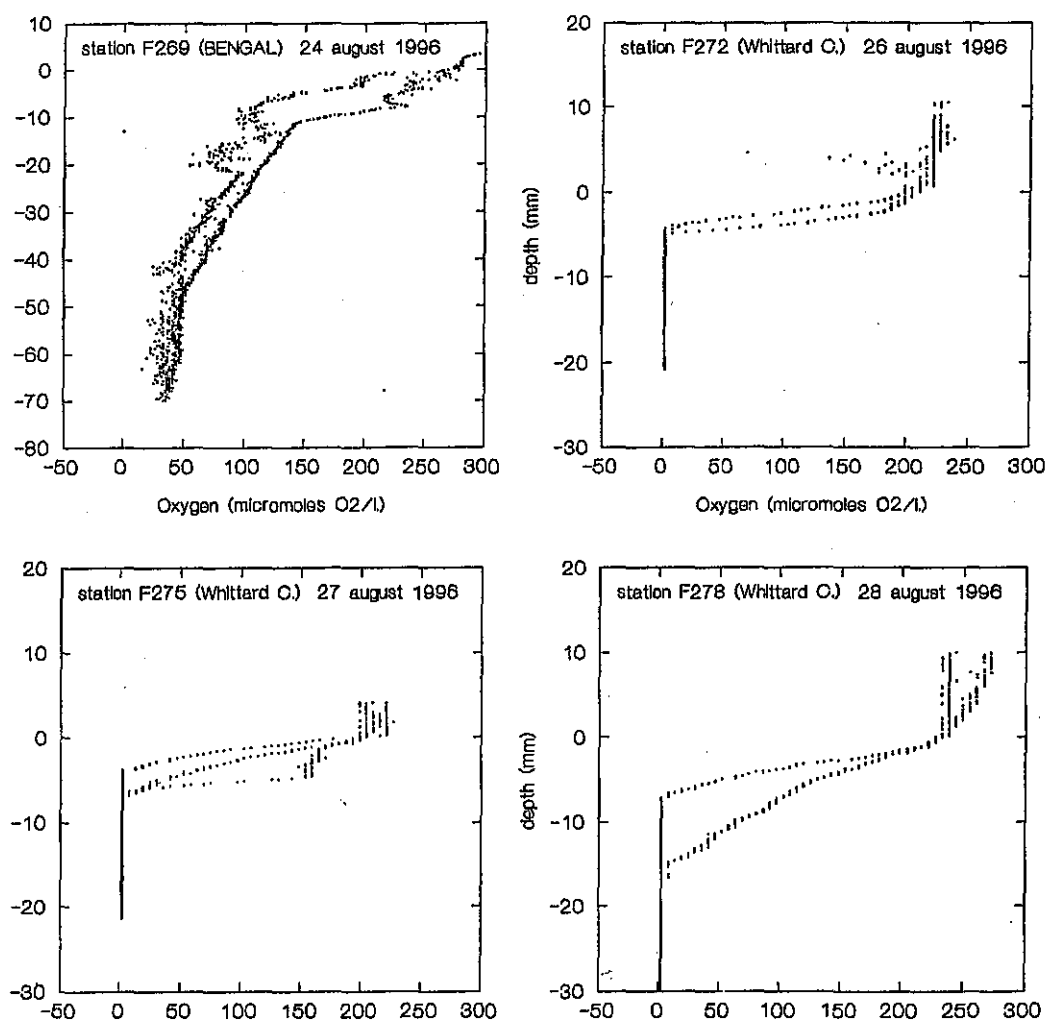 station F269 (BENGAL) 24 august 1996
10
0
-10
-20
-30
-40
-50
-60
-70
-80
-50 0 50 100 150 200 250 300
Oxygen (micromoles O2/l.)
station F272 (Whittard C.) 26 august 1996
20
10
0
-10
-20
-30
depth (mm)
-50 0 50 100 150 200 250 300
Oxygen (micromoles O2/l.)
station F275 (Whittard C.) 27 august 1996
20
10
0
-10
-20
-30
-50 0 50 100 150 200 250 300
station F278 (Whittard C.) 28 august 1996
20
10
0
-10
-20
-30
depth (mm)
-50 0 50 100 150 200 250 300